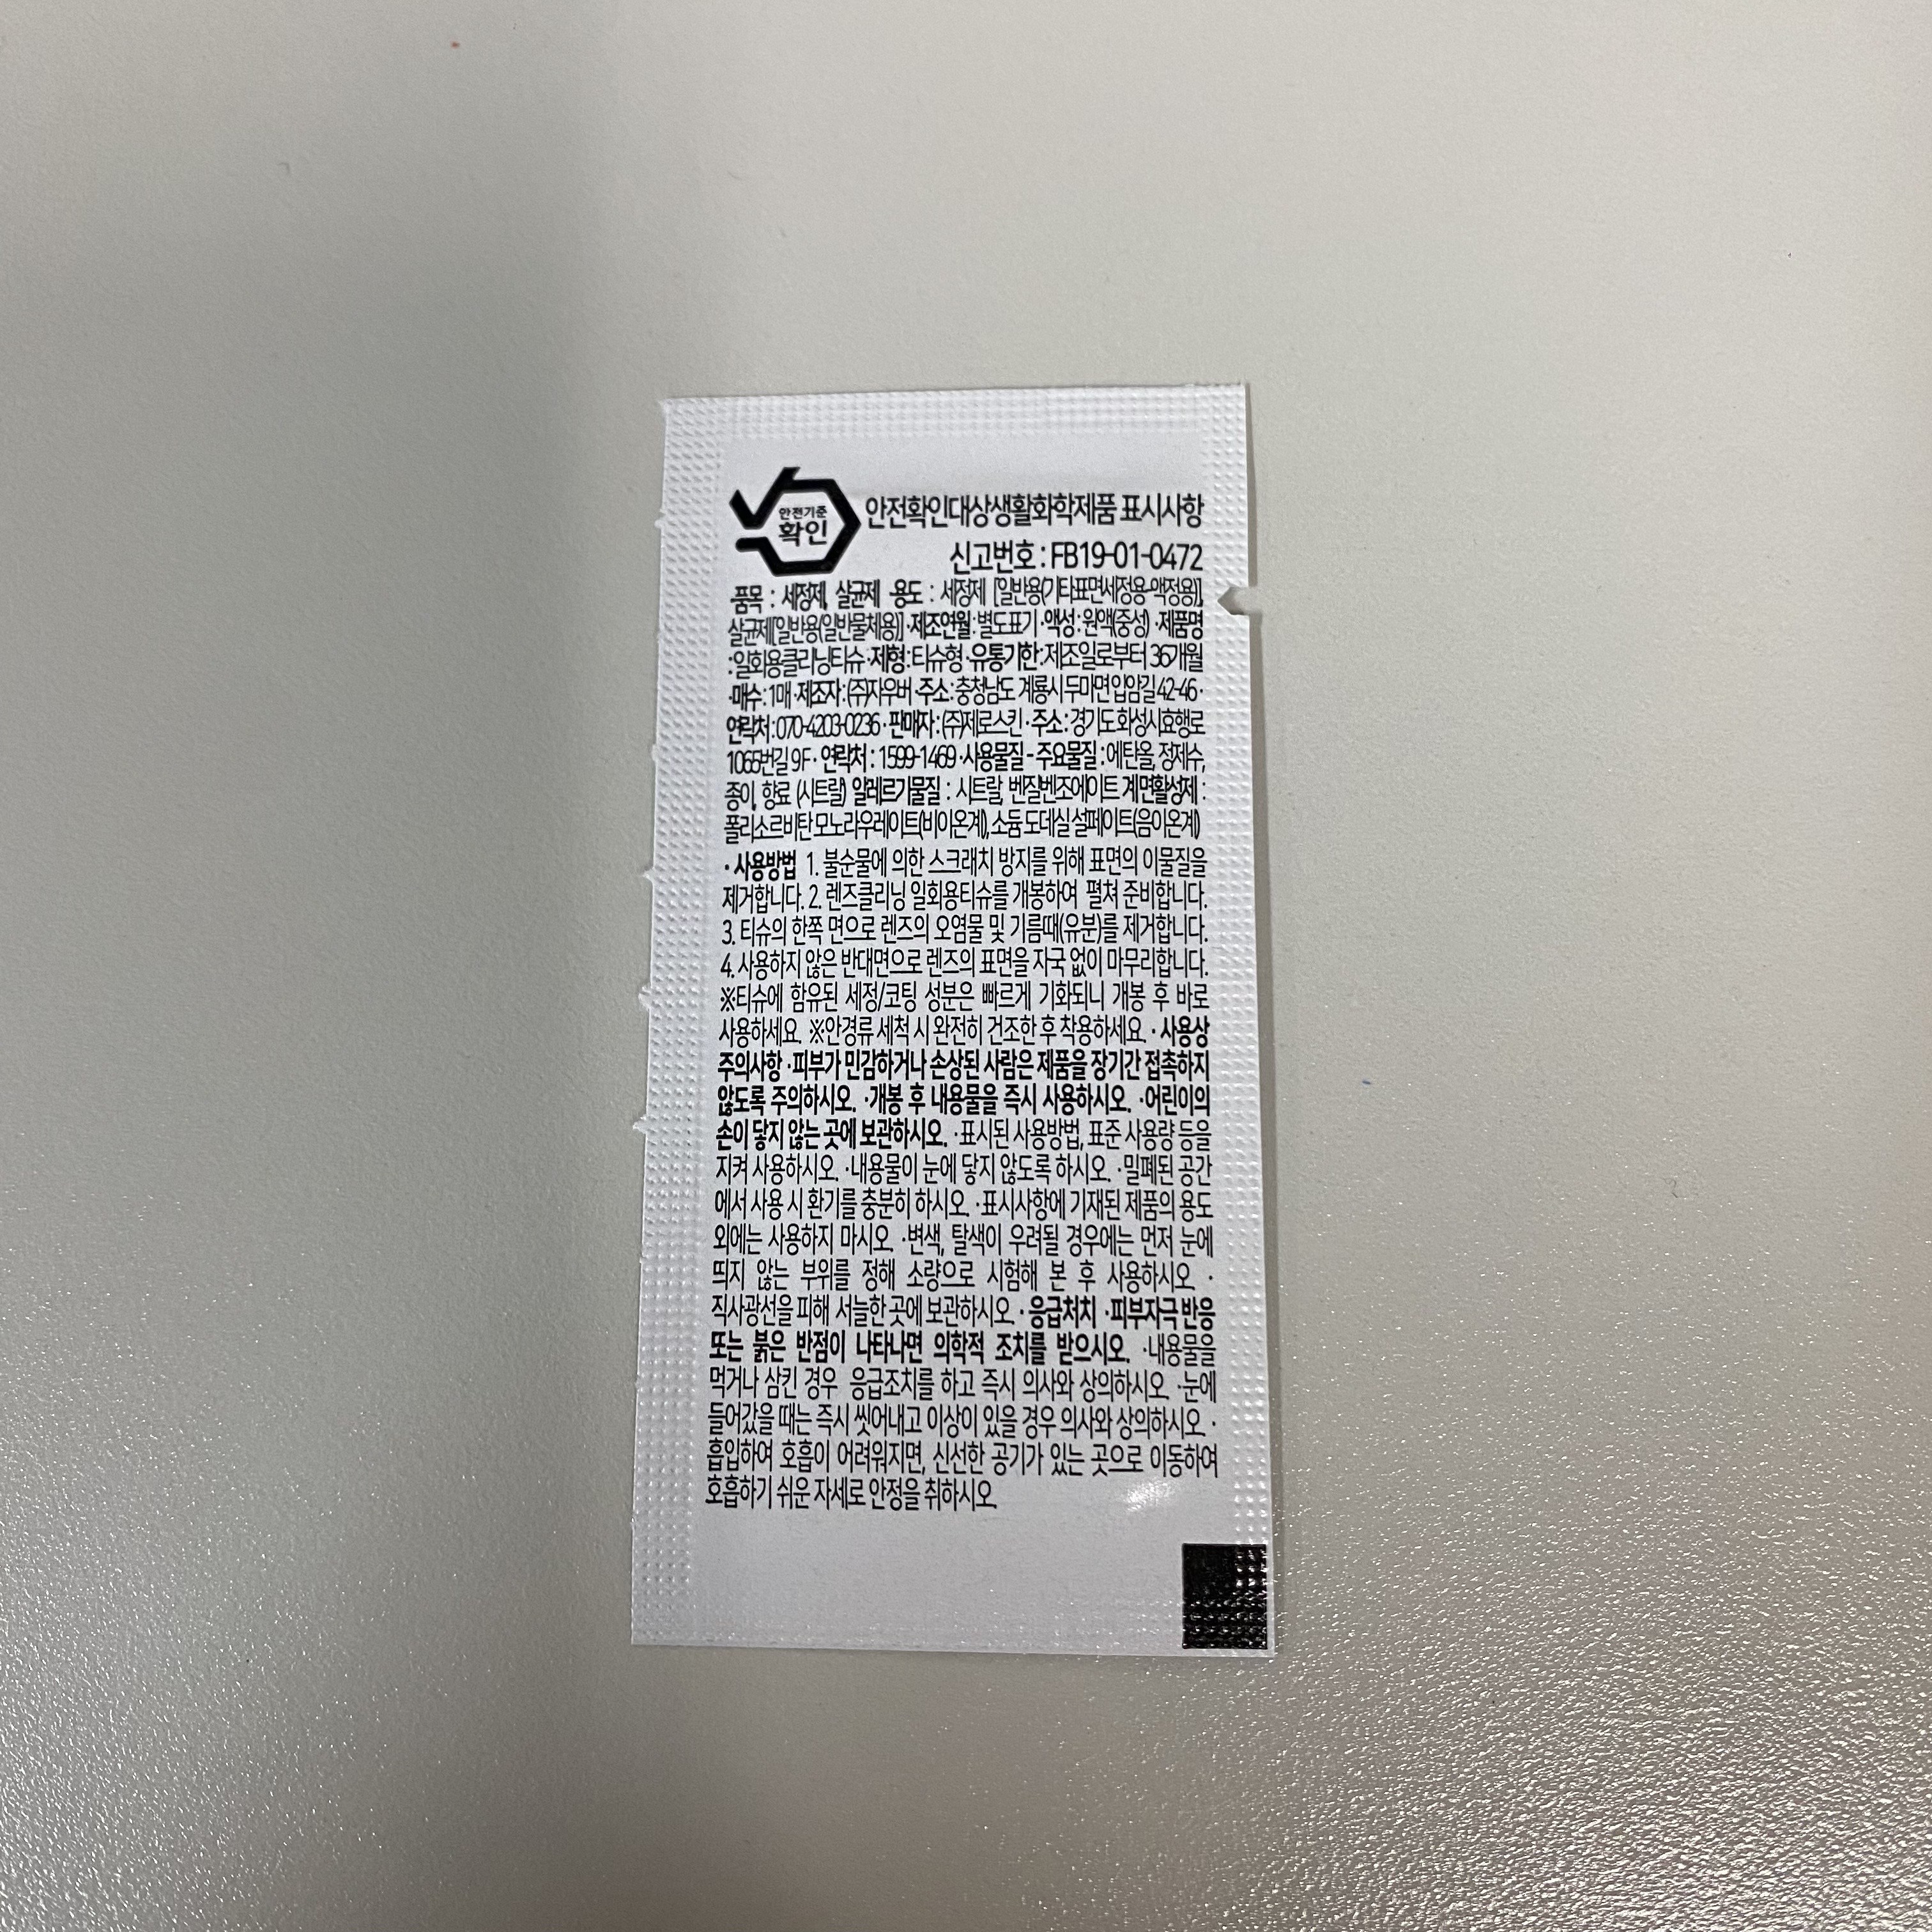 안전기준
확인
안전확인대상생활화학제품 표시사항
신고번호 : FB19-01-0472
품목 : 세정제, 살균제 용도 : 세정제 [일반용(기타표면세정용-액정용)],
살균제[일반용(일반물체용)] ·제조연월 : 별도표기 ·액성 : 원액(중성) ·제품명
: 일회용클리닝티슈 ·제형 : 티슈형 ·유통기한 : 제조일로부터 36개월
·매수 : 1매 ·제조자 : (주)자우버 ·주소 : 충청남도 계룡시 두마면 입암길 42-46 ·
연락처 : 070-4203-0236 · 판매자 : (주)제로스킨 · 주소 : 경기도 화성시 효행로
1065번길 9F · 연락처 : 1599-1469 ·사용물질 - 주요물질 : 에탄올, 정제수,
종이, 향료 (시트랄) 알레르기물질 : 시트랄, 벤질벤조에이트 계면활성제 :
폴리소르비탄 모노라우레이트(비이온계), 소듐 도데실 설페이트(음이온계)
· 사용방법 1. 불순물에 의한 스크래치 방지를 위해 표면의 이물질을
제거합니다. 2. 렌즈클리닝 일회용티슈를 개봉하여 펼쳐 준비합니다.
3. 티슈의 한쪽 면으로 렌즈의 오염물 및 기름때(유분)를 제거합니다.
4. 사용하지 않은 반대면으로 렌즈의 표면을 자국 없이 마무리합니다.
※티슈에 함유된 세정/코팅 성분은 빠르게 기화되니 개봉 후 바로
사용하세요. ※안경류 세척 시 완전히 건조한 후 착용하세요. · 사용상
주의사항 ·피부가 민감하거나 손상된 사람은 제품을 장기간 접촉하지
않도록 주의하시오. ·개봉 후 내용물을 즉시 사용하시오. ·어린이의
손이 닿지 않는 곳에 보관하시오. ·표시된 사용방법, 표준 사용량 등을
지켜 사용하시오. ·내용물이 눈에 닿지 않도록 하시오. ·밀폐된 공간
에서 사용 시 환기를 충분히 하시오. ·표시사항에 기재된 제품의 용도
외에는 사용하지 마시오. ·변색, 탈색이 우려될 경우에는 먼저 눈에
띄지 않는 부위를 정해 소량으로 시험해 본 후 사용하시오 ·
직사광선을 피해 서늘한 곳에 보관하시오. · 응급처치 ·피부자극 반응
또는 붉은 반점이 나타나면 의학적 조치를 받으시오. ·내용물을
먹거나 삼킨 경우 응급조치를 하고 즉시 의사와 상의하시오. ·눈에
들어갔을 때는 즉시 씻어내고 이상이 있을 경우 의사와 상의하시오. ·
흡입하여 호흡이 어려워지면, 신선한 공기가 있는 곳으로 이동하여
호흡하기 쉬운 자세로 안정을 취하시오.